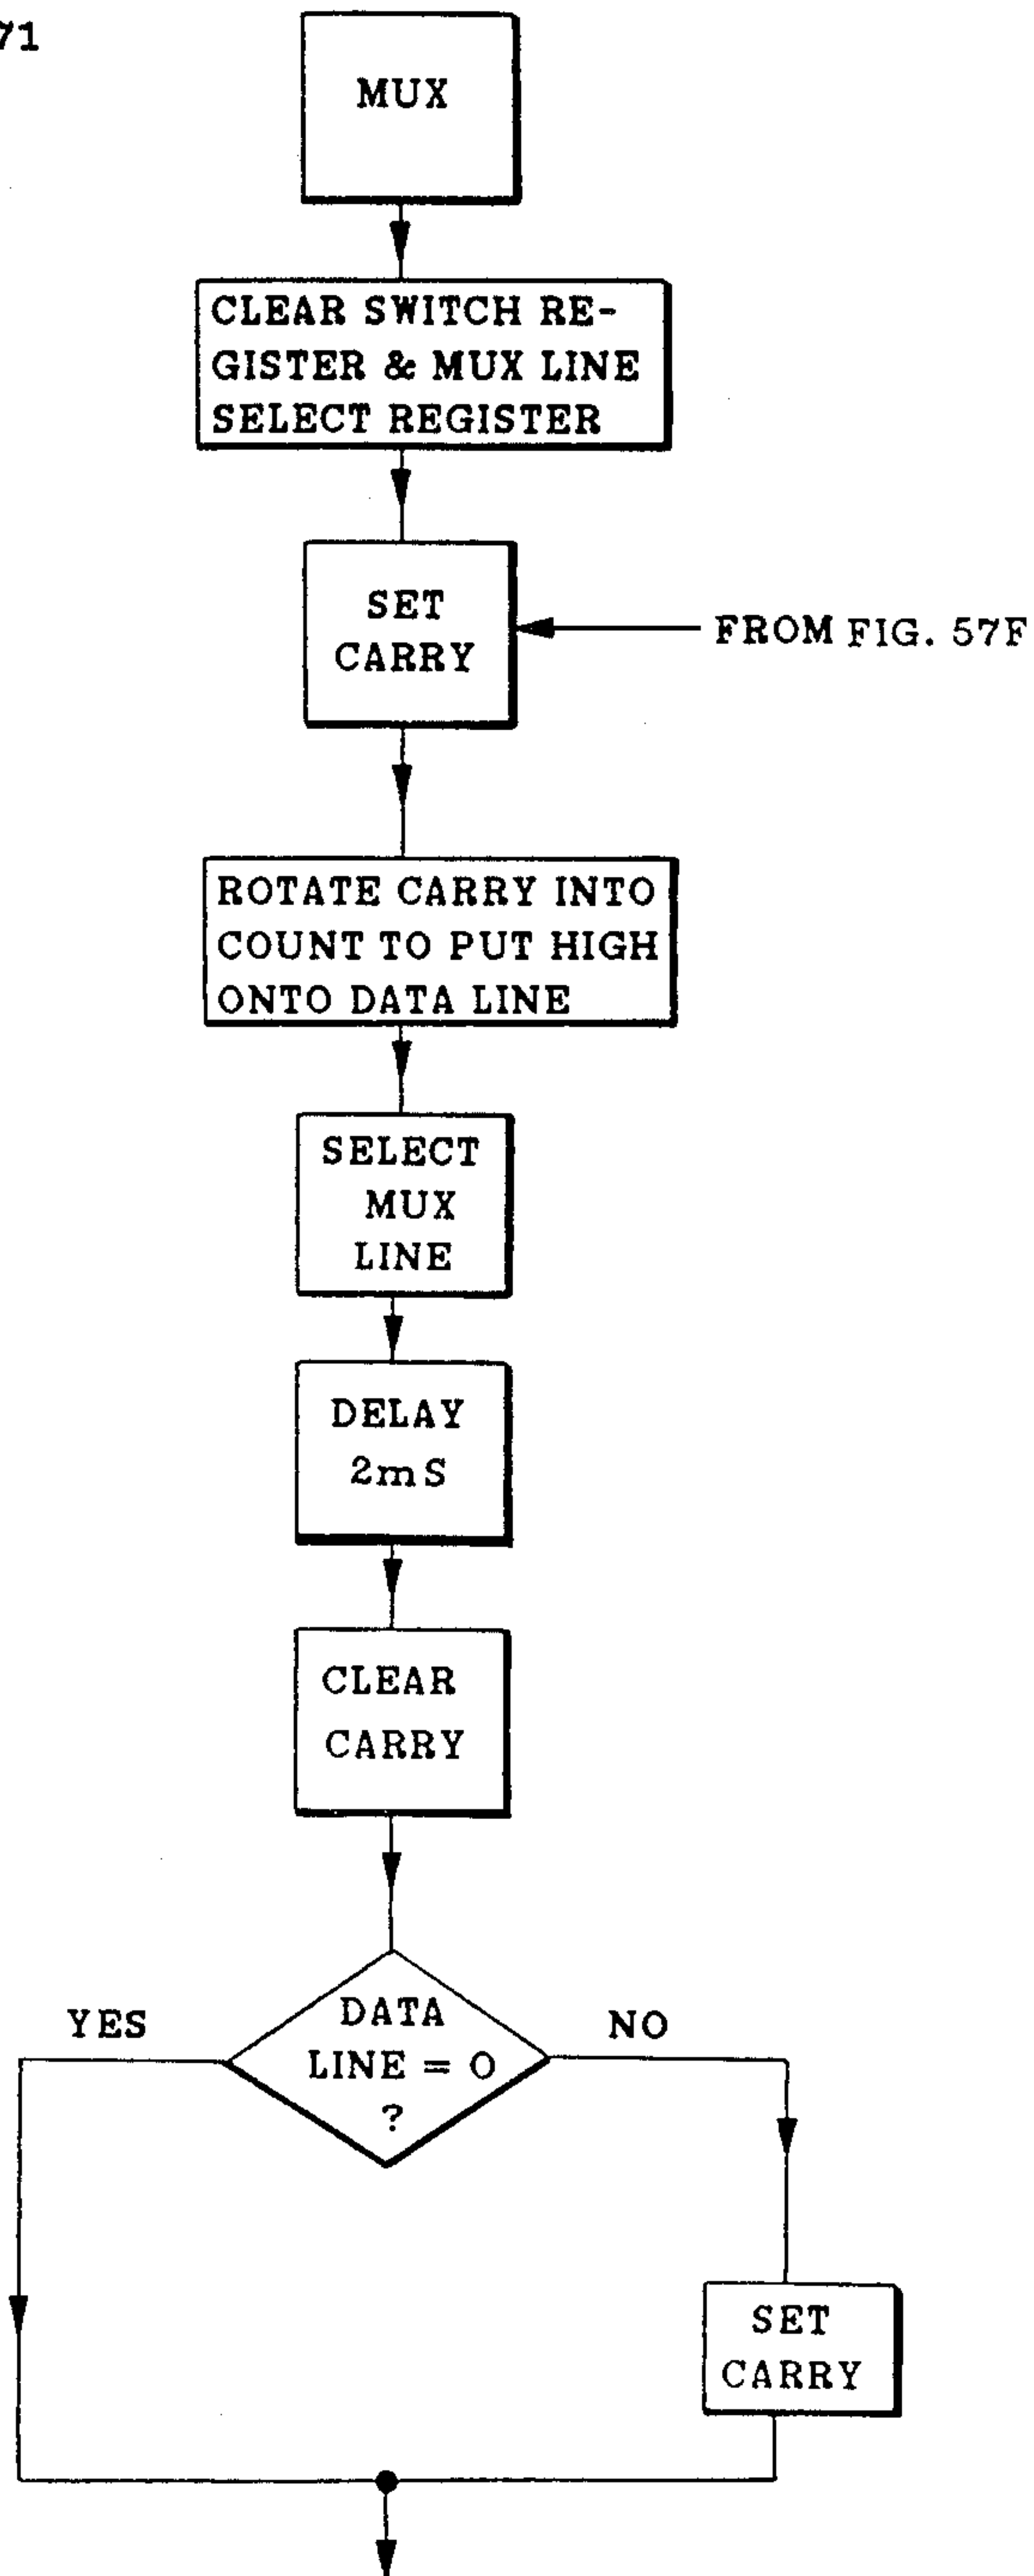 71
MUX
CLEAR SWITCH RE-
GISTER & MUX LINE
SELECT REGISTER
SET
CARRY
FROM FIG. 57F
ROTATE CARRY INTO
COUNT TO PUT HIGH
ONTO DATA LINE
SELECT
MUX
LINE
DELAY
2mS
CLEAR
CARRY
YES
DATA
NO
LINE = 0
?
SET
CARRY